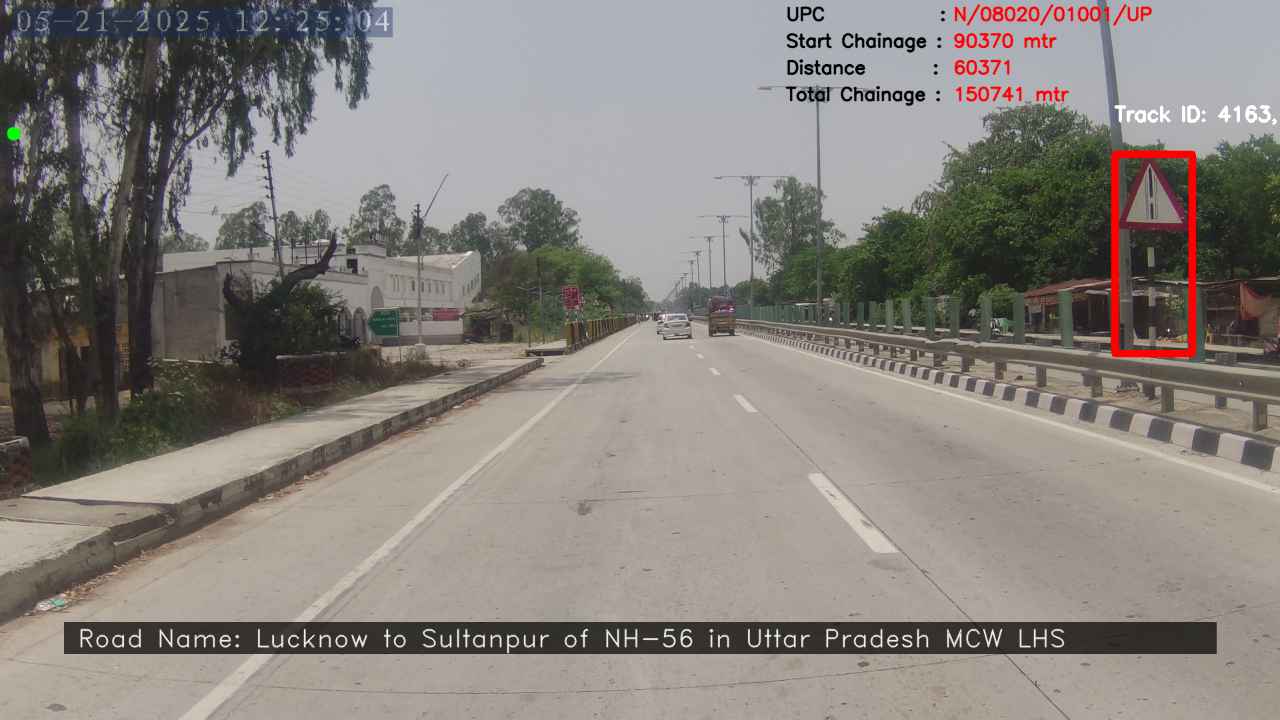 05-21-2025 12:25:04
UPC : N/08020/01001/UP
Start Chainage : 90370 mtr
Distance : 60371
Total Chainage : 150741 mtr
Track ID: 4163,
Road Name: Lucknow to Sultanpur of NH-56 in Uttar Pradesh MCW LHS